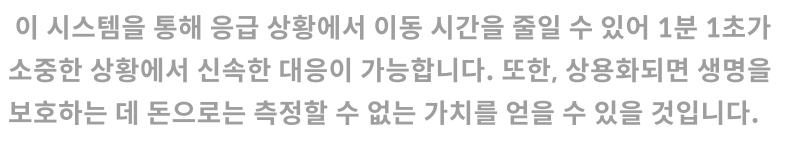 이 시스템을 통해 응급 상황에서 이동 시간을 줄일 수 있어 1분 1초가
소중한 상황에서 신속한 대응이 가능합니다. 또한, 상용화되면 생명을
보호하는 데 돈으로는 측정할 수 없는 가치를 얻을 수 있을 것입니다.